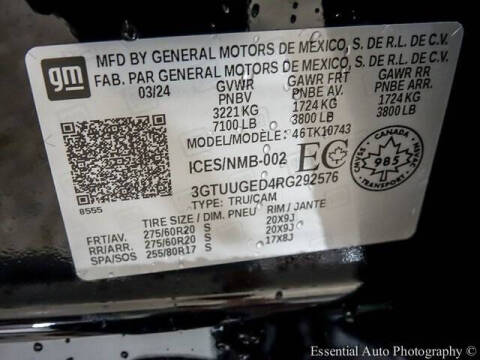 gm
MFD BY GENERAL MOTORS DE MEXICO, S. DE R.L. DE C.V.
FAB. PAR GENERAL MOTORS DE MEXICO, S. DE R.L. DE C.V.
03/24 GVWR GAWR FRT GAWR RR
PNBV PNBE AV. PNBE ARR.
3221 KG 1724 KG 1724 KG
7100 LB 3800 LB 3800 LB
MODEL/MODÈLE: 46TK10743
ICES/NMB-002 EC
CANADA
985
CMVSS NSVAC
3GTUUGED4RG292576
8555
TYPE: TRU/CAM
TIRE SIZE / DIM. PNEU RIM / JANTE
FRT/AV. 275/60R20 S 20X9J
RR/ARR. 275/60R20 S 20X9J
SPA/SOS 255/80R17 S 17X8J
Essential Auto Photography ©